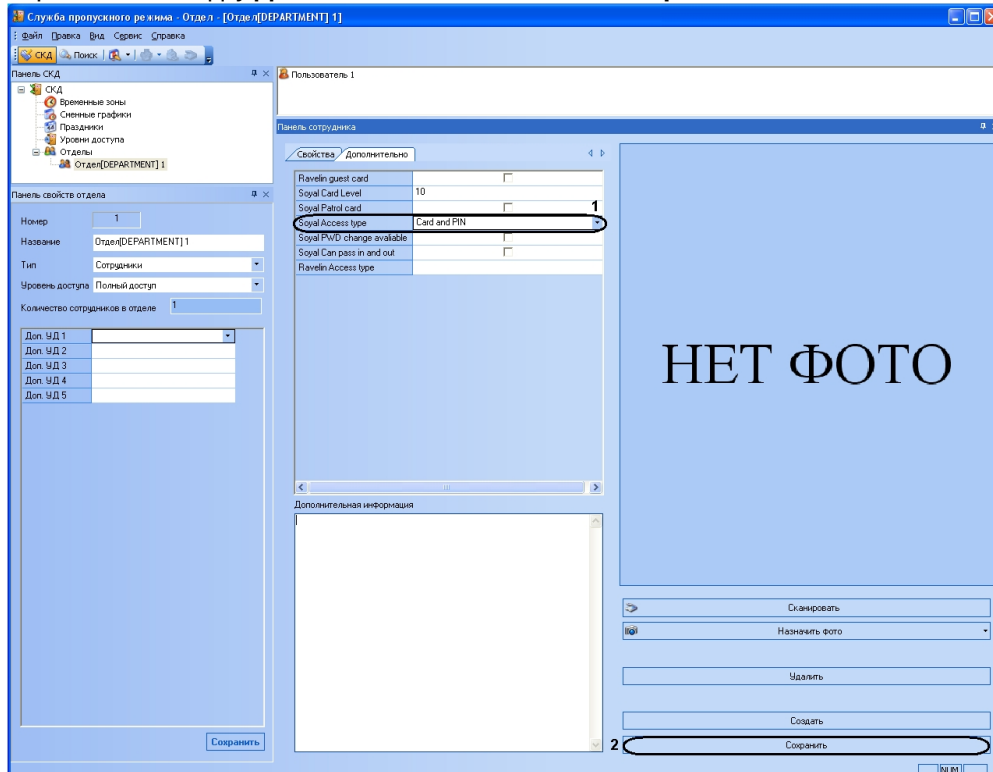 Служба пропускного режима - Отдел - [Отдел[DEPARTMENT] 1]
Файл Правка Вид Сервис Справка
СКД Поиск
Панель СКД
СКД
Временные зоны
Сменные графики
Праздники
Уровни доступа
Отделы
Отдел[DEPARTMENT] 1
Панель свойств отдела
Номер 1
Название Отдел[DEPARTMENT] 1
Тип Сотрудники
Уровень доступа Полный доступ
Количество сотрудников в отделе 1
Доп. УД 1
Доп. УД 2
Доп. УД 3
Доп. УД 4
Доп. УД 5
Сохранить
Пользователь 1
Панель сотрудника
Свойства Дополнительно
Ravelin guest card
Soyal Card Level 10
Soyal Patrol card
1
Soyal Access type Card and PIN
Soyal PWD change avaliable
Soyal Can pass in and out
Ravelin Access type
Дополнительная информация
НЕТ ФОТО
Сканировать
Назначить фото
Удалить
Создать
2 Сохранить
NUM